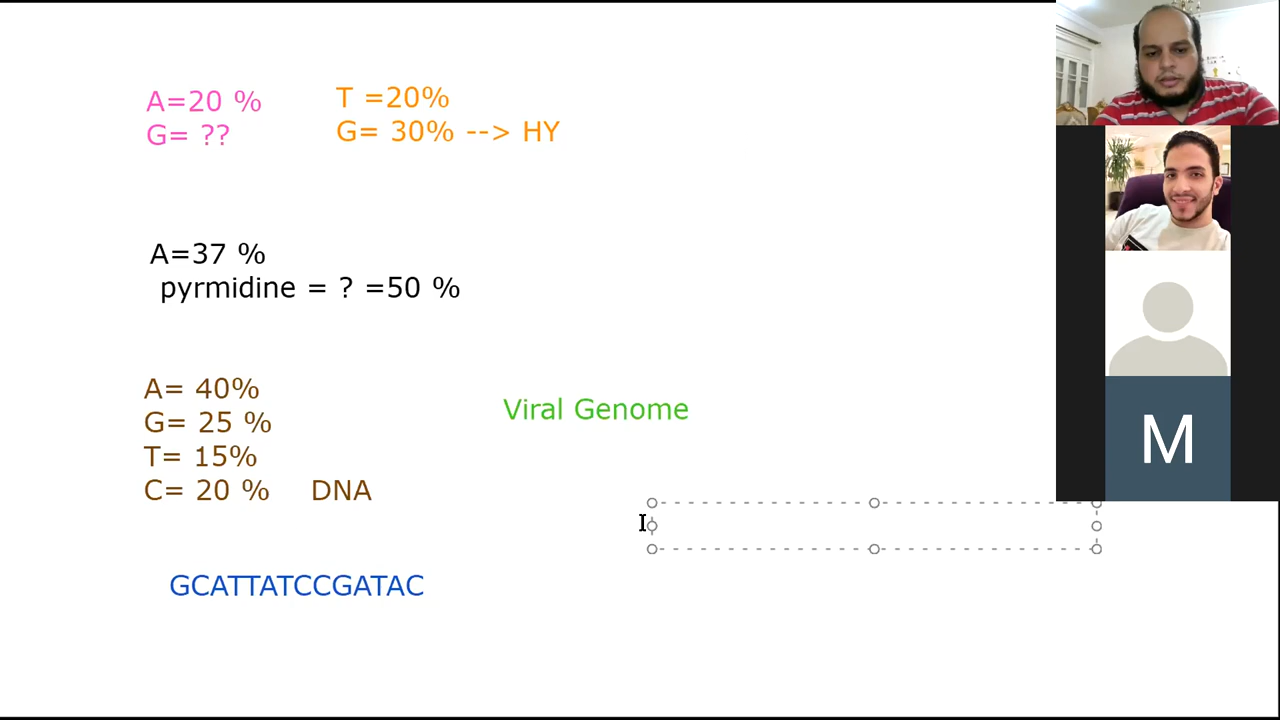 A=20 %
G= ??
T =20%
G= 30% --> HY
A=37 %
pyrmidine = ? =50 %
A= 40%
G= 25 %
T= 15%
C= 20 % DNA
Viral Genome
GCATTATCCGATAC
M